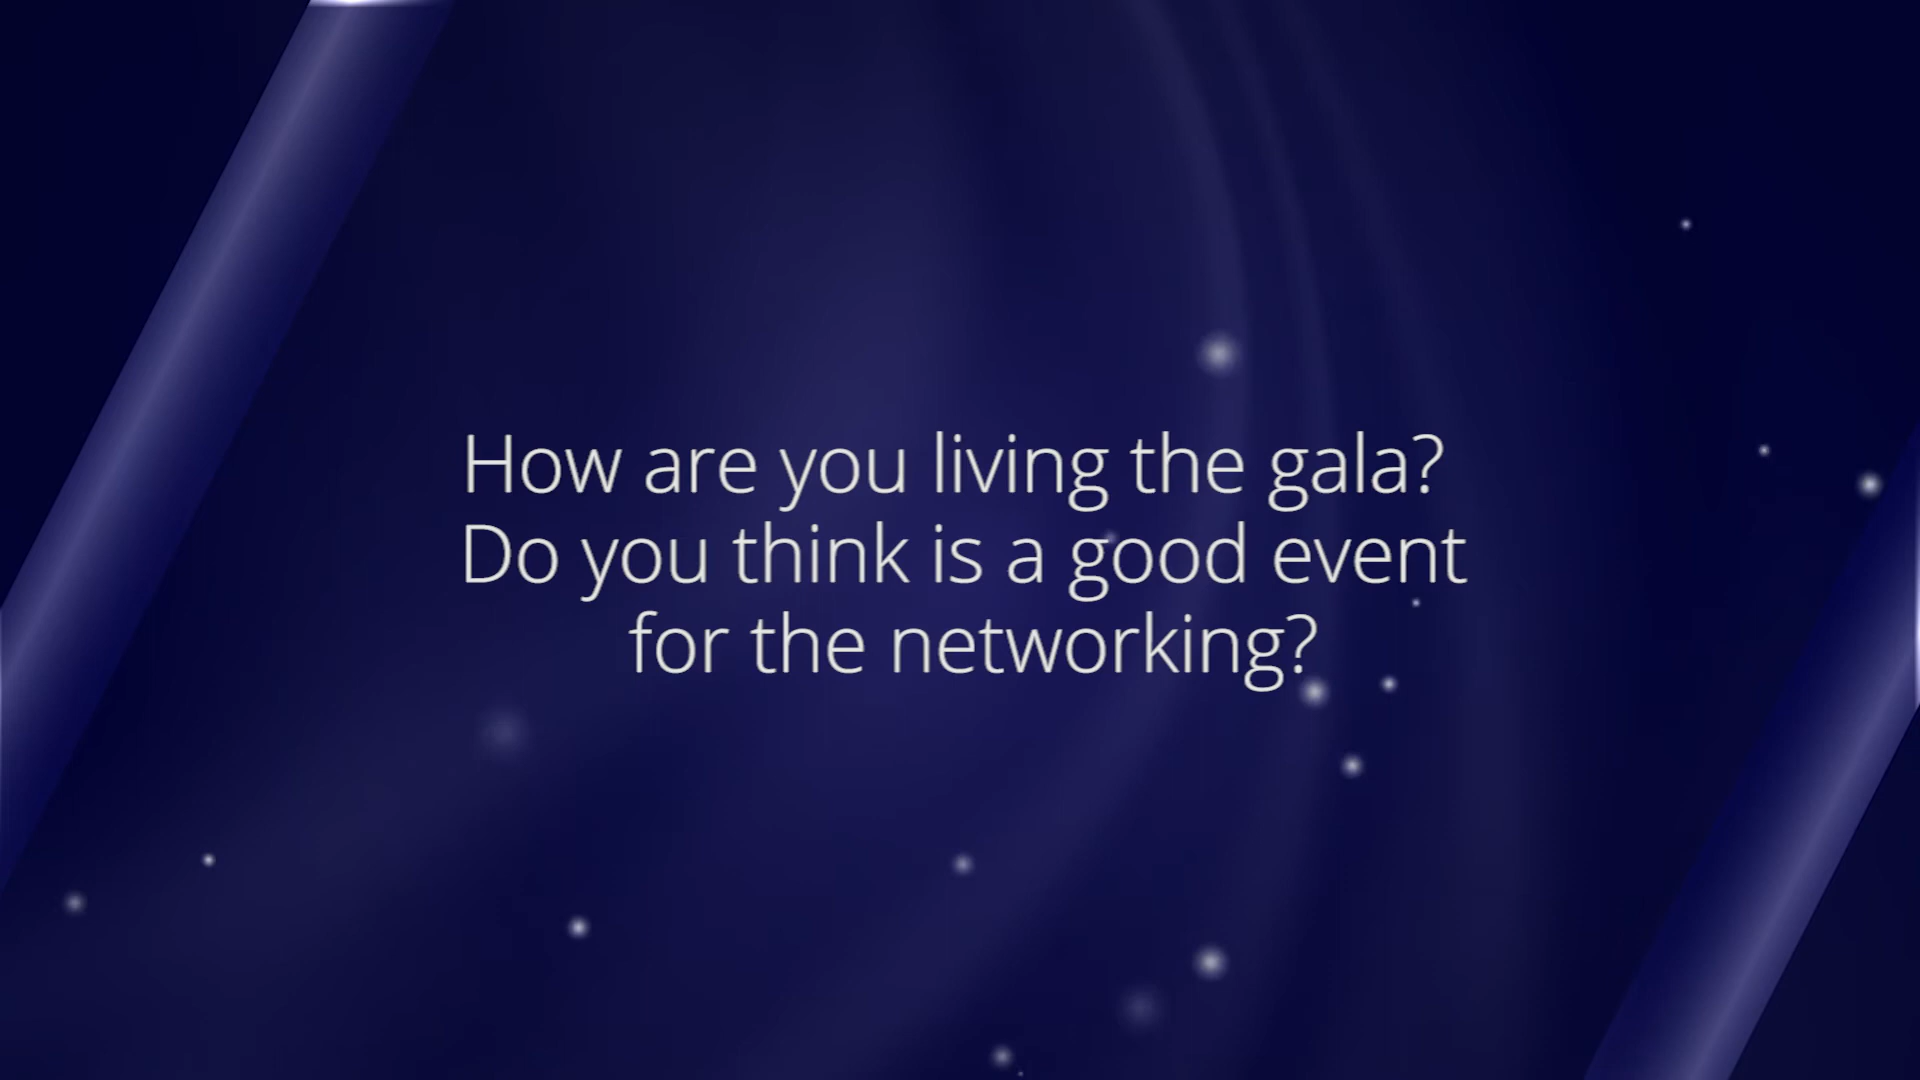 How are you living the gala?
Do you think is a good event
for the networking?